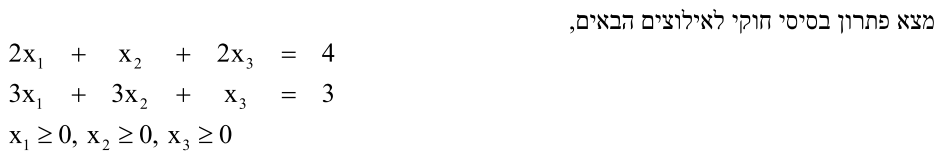 מצא פתרון בסיסי חוקי לאילוצים הבאים,
2x₁ + x₂ + 2x₃ = 4
3x₁ + 3x₂ + x₃ = 3
x₁ ≥ 0, x₂ ≥ 0, x₃ ≥ 0